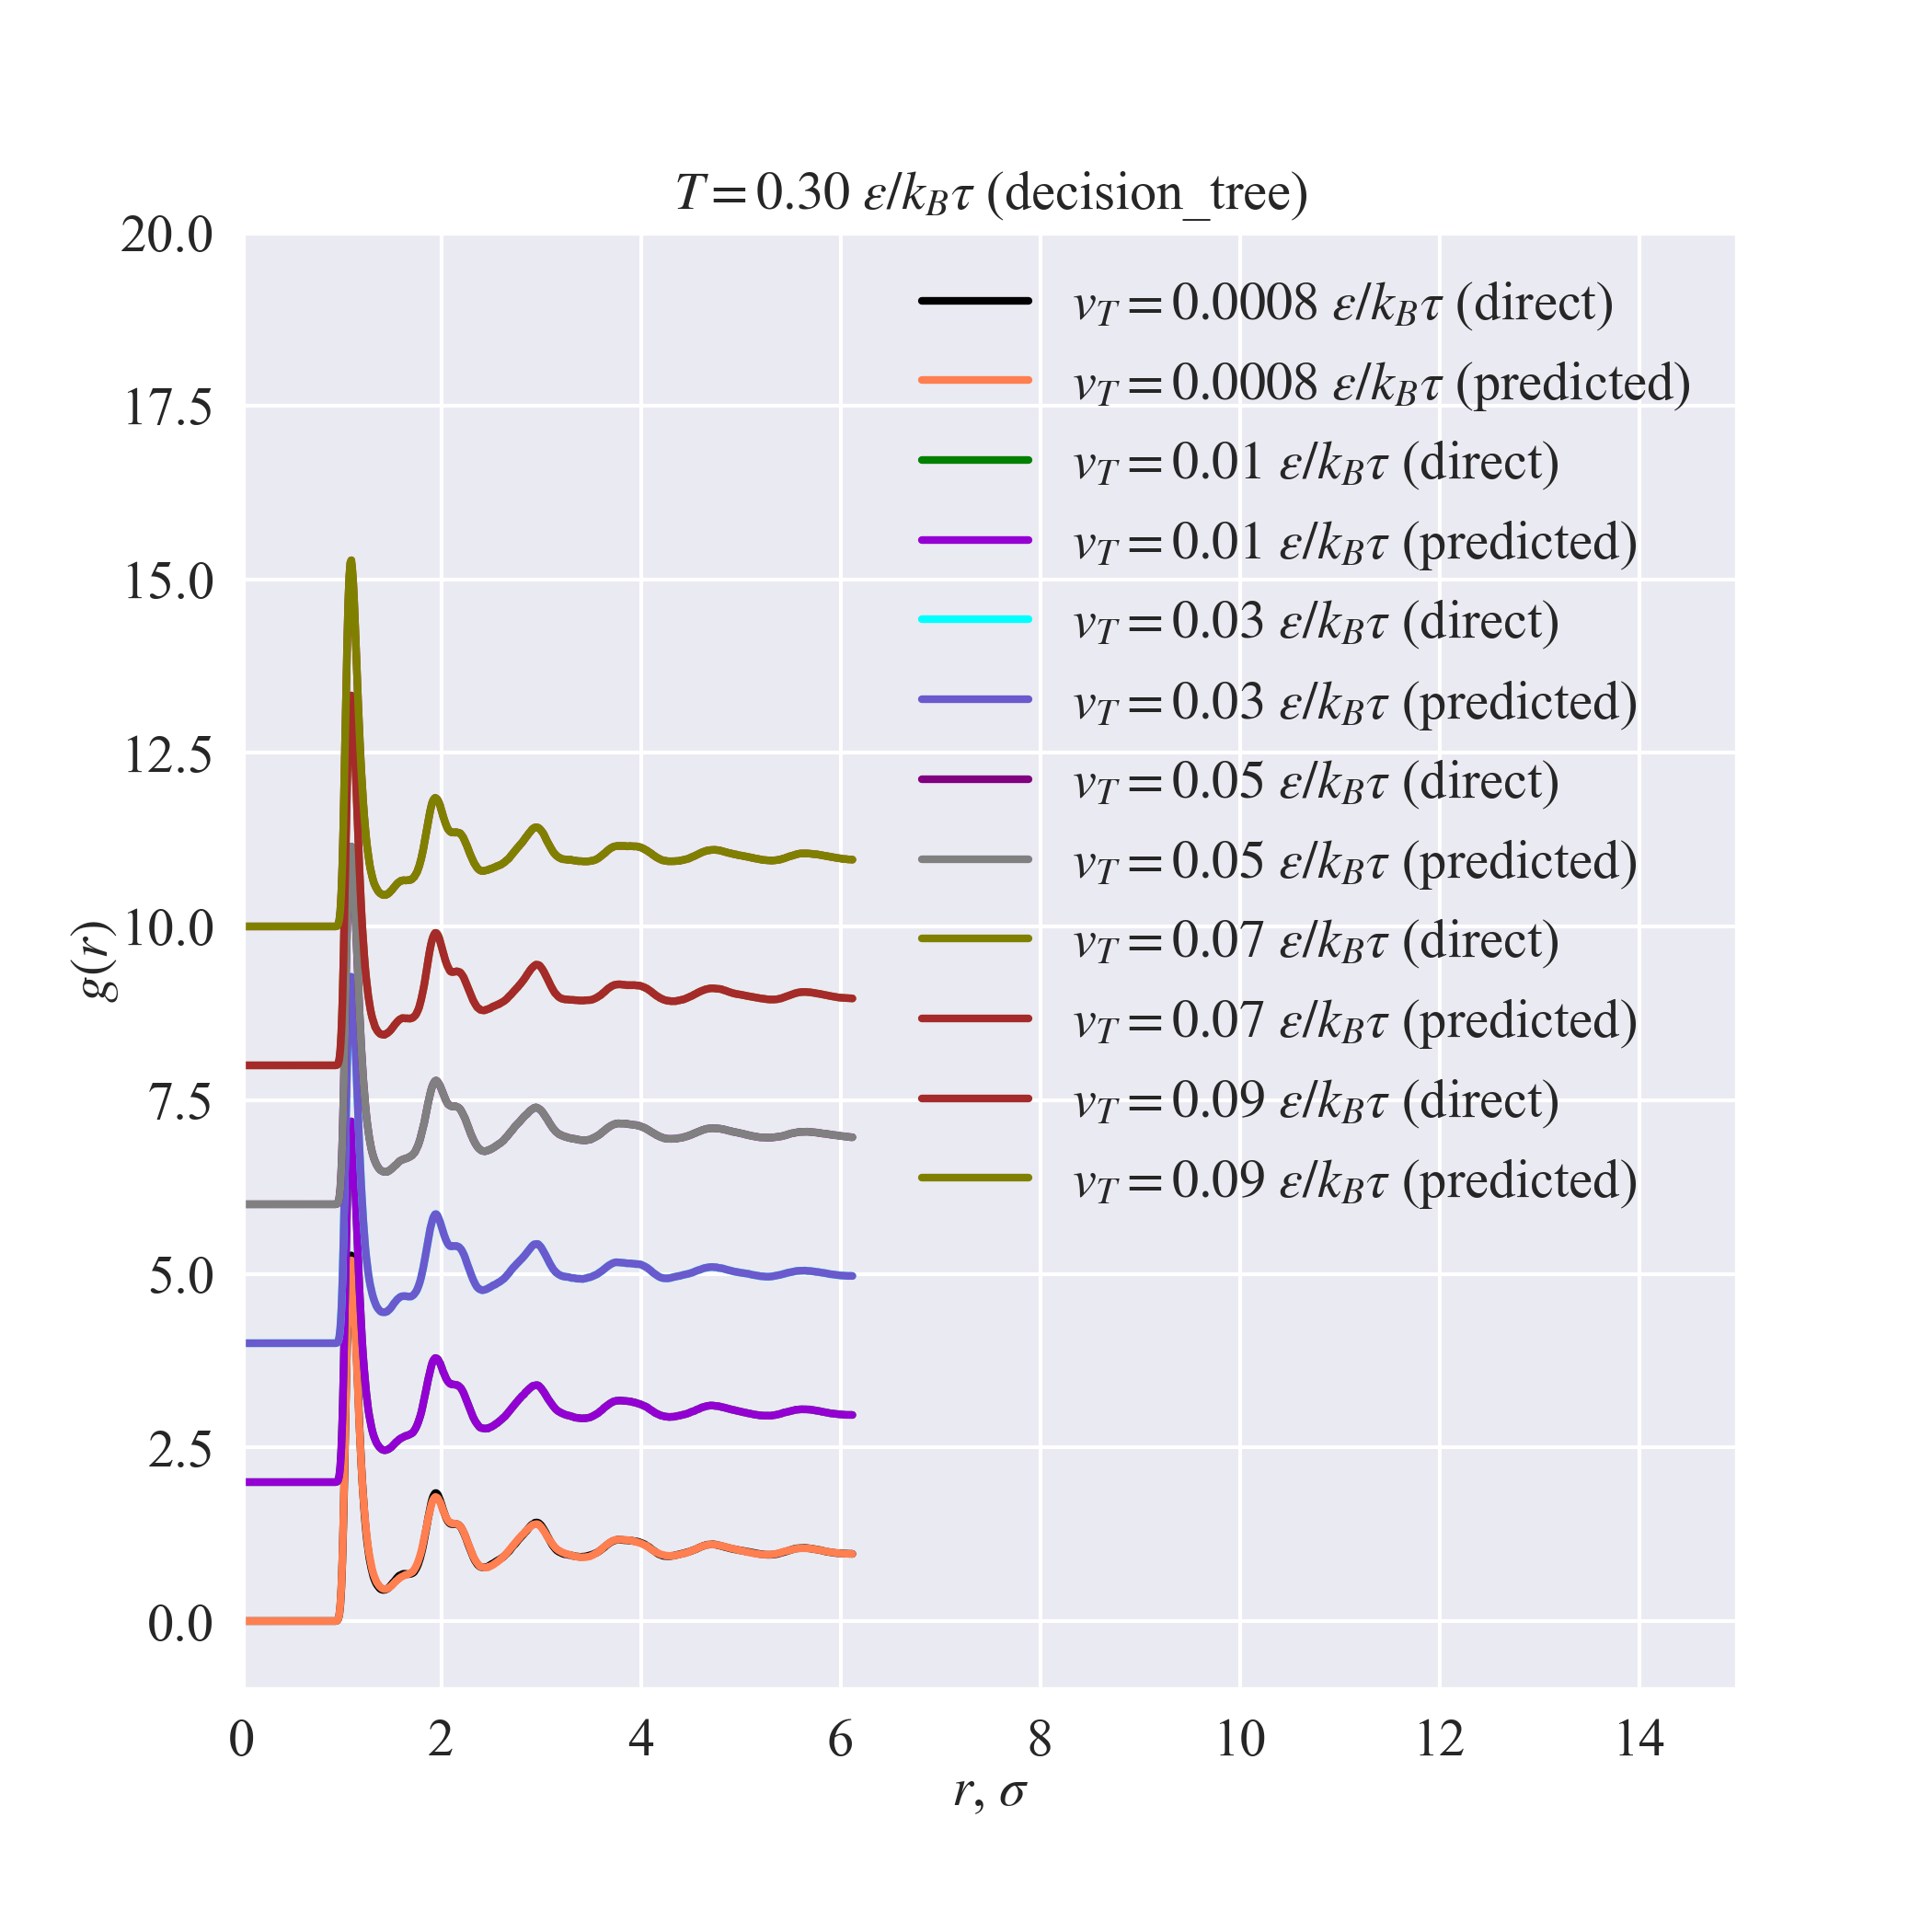 T = 0.30 ε/k_Bτ (decision_tree)
20.0
17.5
15.0
12.5
10.0
7.5
5.0
2.5
0.0
g(r)
v_T = 0.0008 ε/k_Bτ (direct)
v_T = 0.0008 ε/k_Bτ (predicted)
v_T = 0.01 ε/k_Bτ (direct)
v_T = 0.01 ε/k_Bτ (predicted)
v_T = 0.03 ε/k_Bτ (direct)
v_T = 0.03 ε/k_Bτ (predicted)
v_T = 0.05 ε/k_Bτ (direct)
v_T = 0.05 ε/k_Bτ (predicted)
v_T = 0.07 ε/k_Bτ (direct)
v_T = 0.07 ε/k_Bτ (predicted)
v_T = 0.09 ε/k_Bτ (direct)
v_T = 0.09 ε/k_Bτ (predicted)
0 2 4 6 8 10 12 14
r, σ